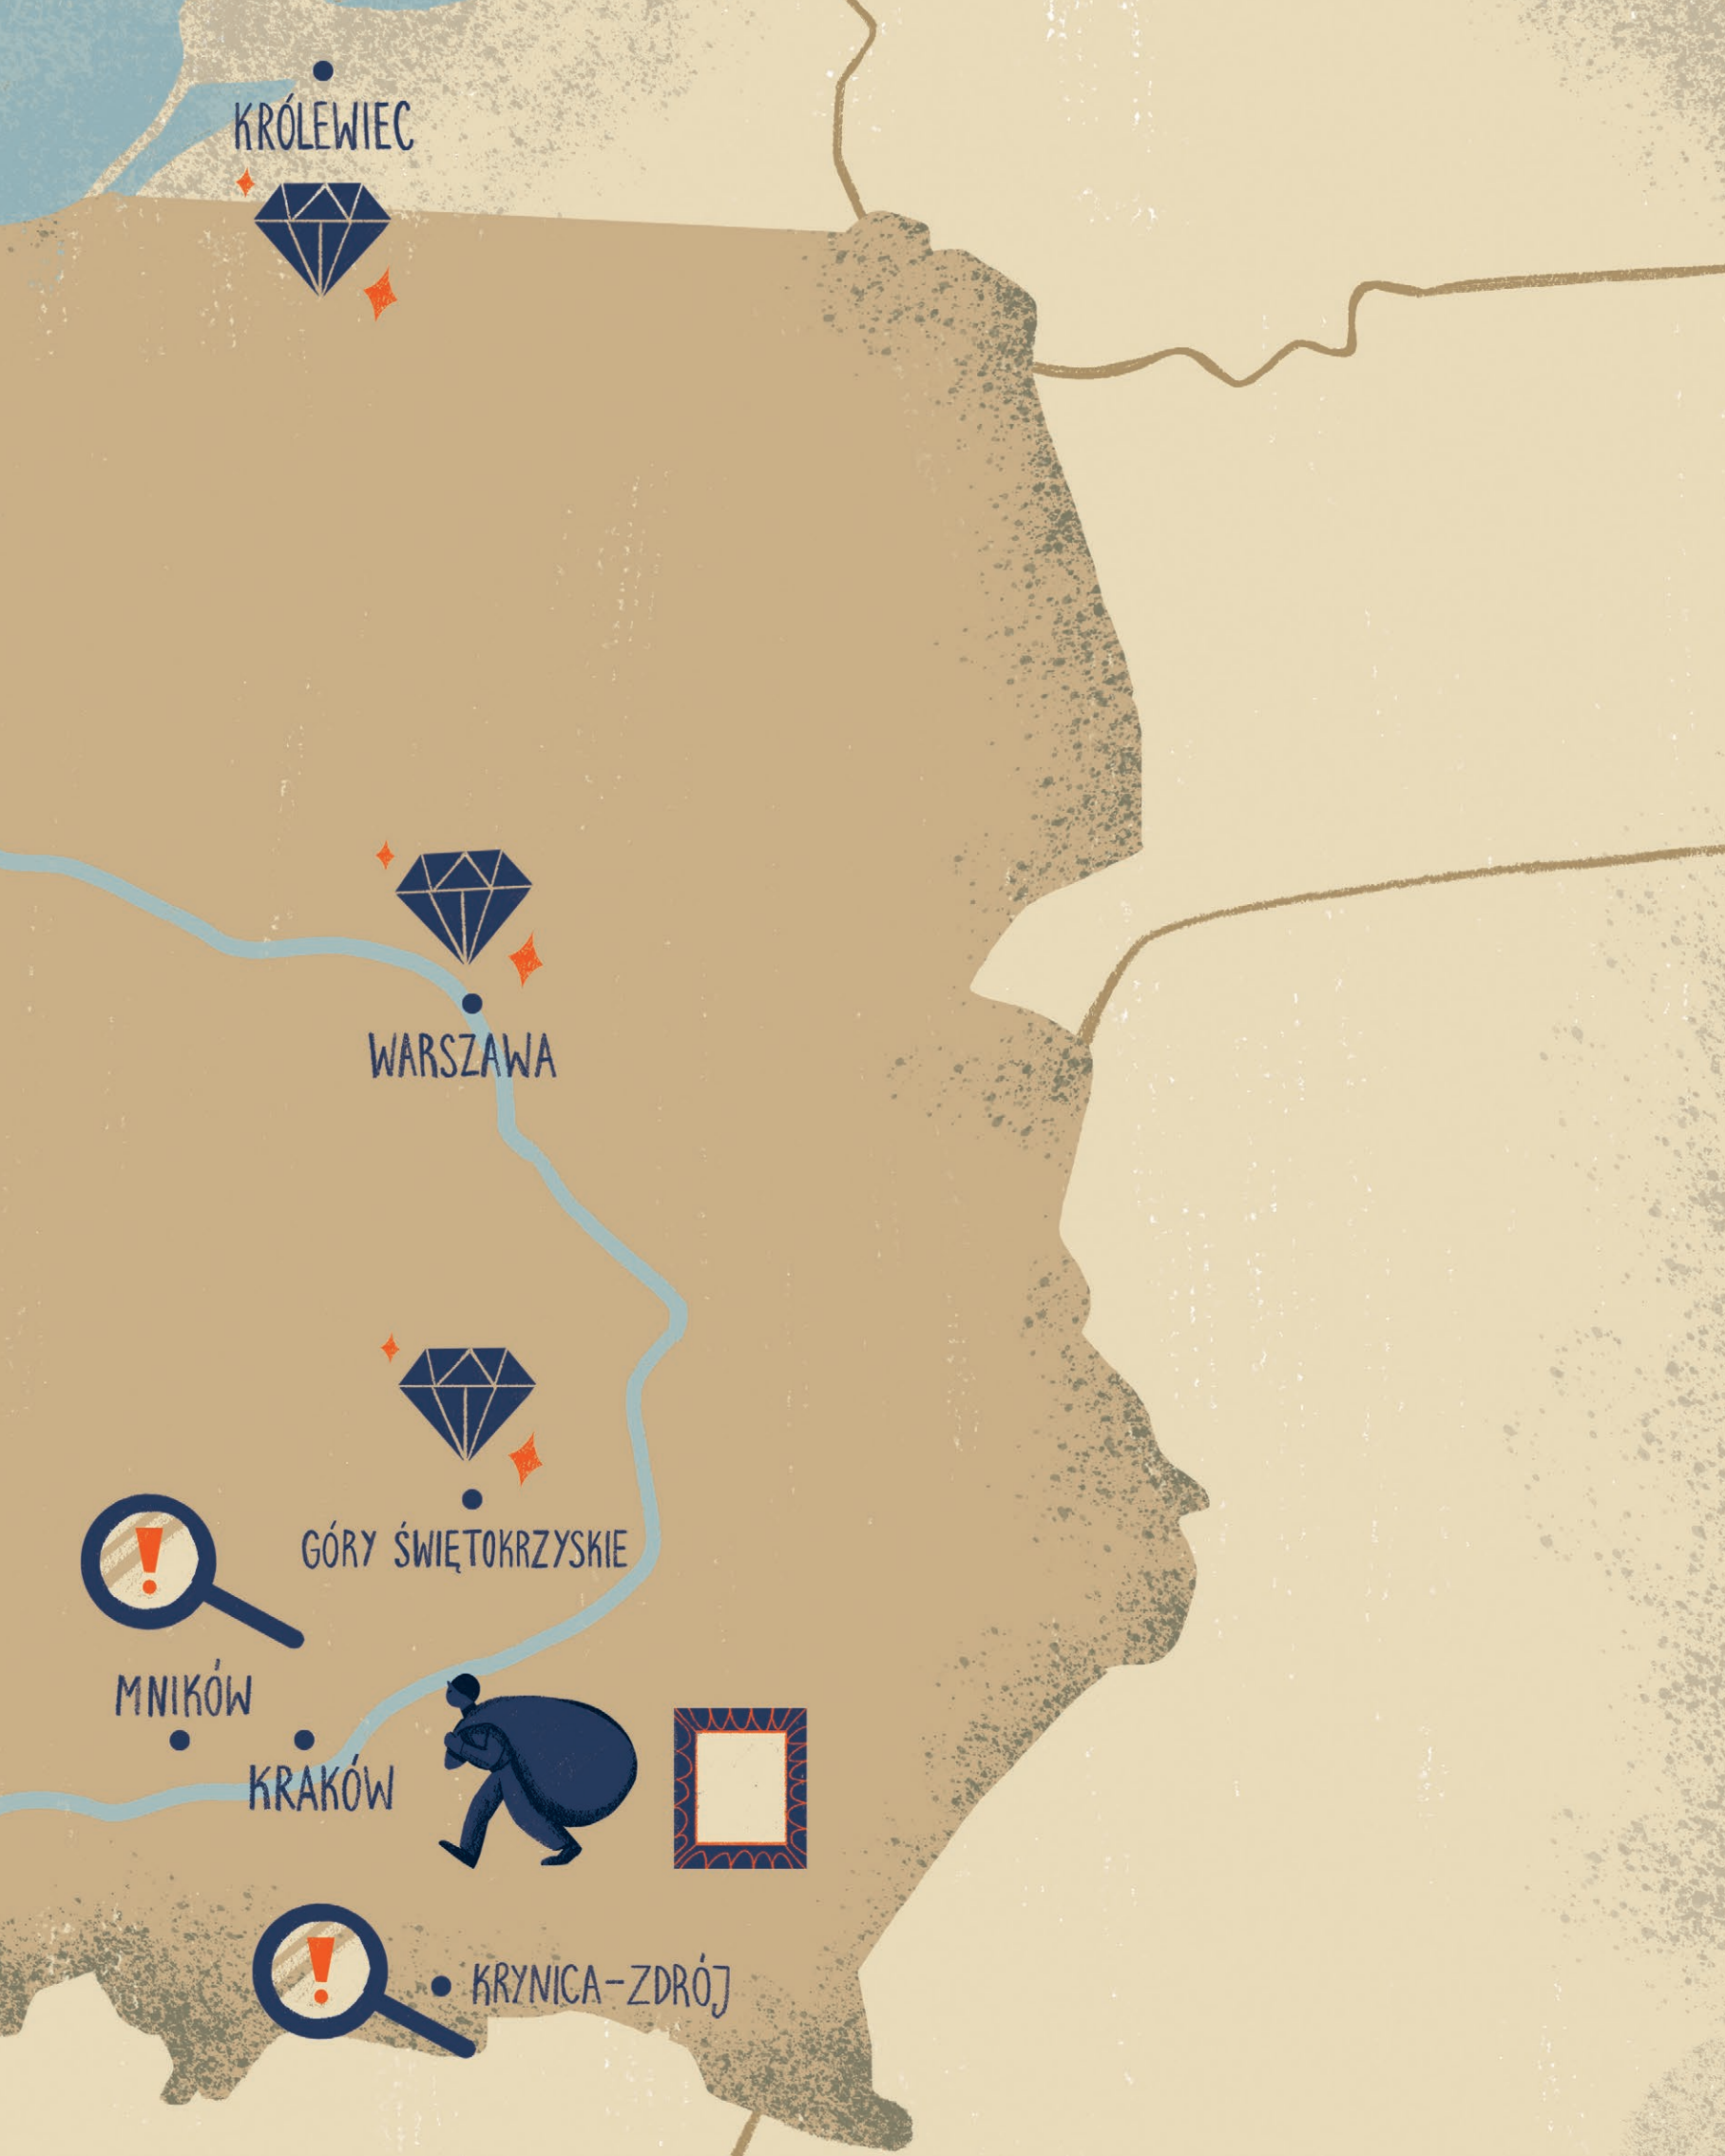 KRÓLEWIEC
WARSZAWA
GÓRY ŚWIĘTOKRZYSKIE
MNIKÓW
KRAKÓW
KRYNICA-ZDRÓJ